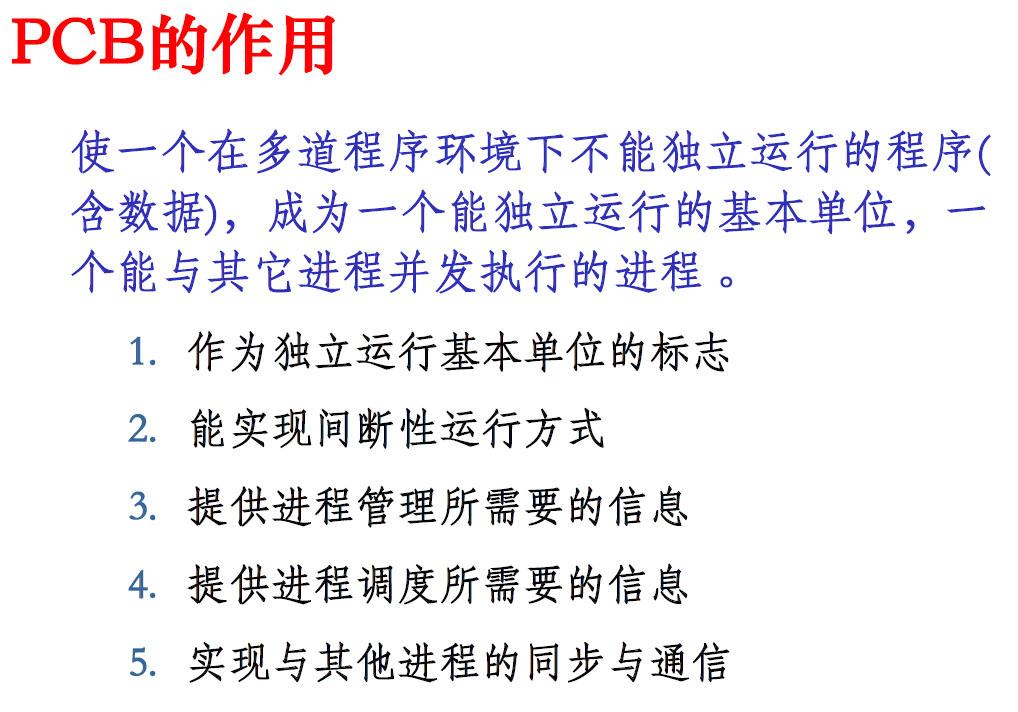 PCB的作用
使一个在多道程序环境下不能独立运行的程序(
含数据)，成为一个能独立运行的基本单位，一
个能与其它进程并发执行的进程 。
1. 作为独立运行基本单位的标志
2. 能实现间断性运行方式
3. 提供进程管理所需要的信息
4. 提供进程调度所需要的信息
5. 实现与其他进程的同步与通信